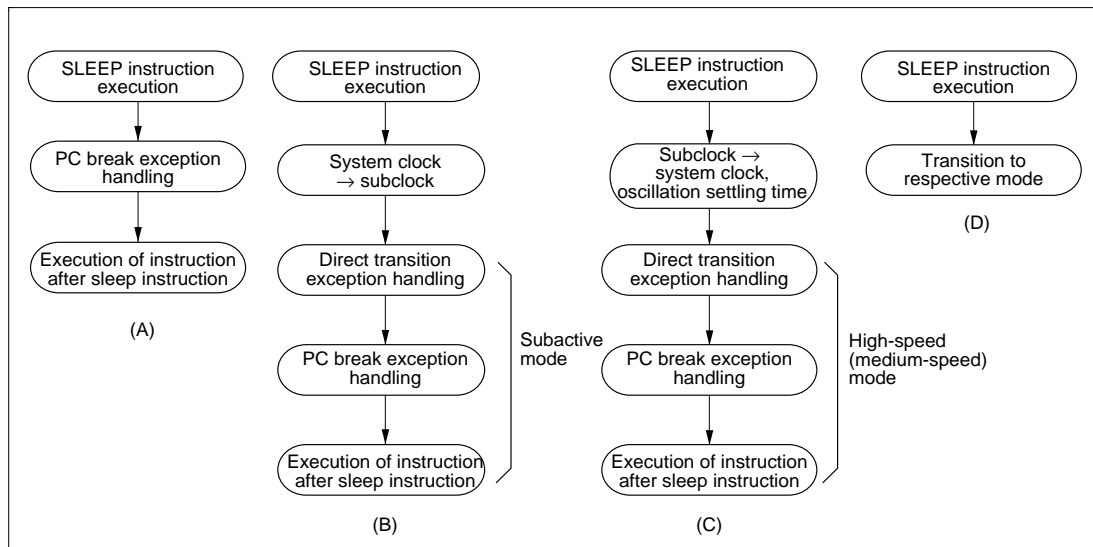 SLEEP instruction
execution
PC break exception
handling
Execution of instruction
after sleep instruction
(A)
SLEEP instruction
execution
System clock
→ subclock
Direct transition
exception handling
PC break exception
handling
Execution of instruction
after sleep instruction
Subactive
mode
(B)
SLEEP instruction
execution
Subclock →
system clock,
oscillation settling time
Direct transition
exception handling
PC break exception
handling
Execution of instruction
after sleep instruction
High-speed
(medium-speed)
mode
(C)
SLEEP instruction
execution
Transition to
respective mode
(D)